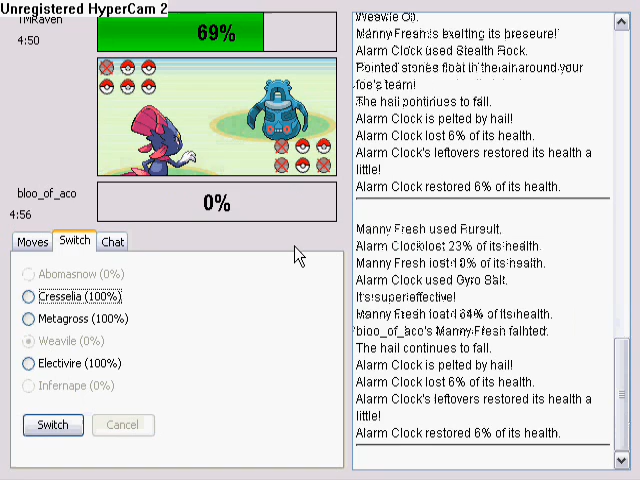 Unregistered HyperCam 2
TMRaven
4:50
69%
bloo_of_aco
4:56
0%
Moves
Switch
Chat
Abomasnow (0%)
Cresselia (100%)
Metagross (100%)
Weavile (0%)
Electivire (100%)
Infernape (0%)
Switch
Cancel
Manny Fresh is exerting its
Alarm Clock used Stealth Rock.
Pointed stones float in the air around your
foe's team!
The hail continues to fall.
Alarm Clock is pelted by hail!
Alarm Clock lost 6% of its health.
Alarm Clock's leftovers restored its health a
little!
Alarm Clock restored 6% of its health.
Manny Fresh used Pursuit.
Alarm Clock lost 23% of its health.
Manny Fresh lost 10% of its health.
Alarm Clock used Gyro Ball.
It's super effective!
Manny Fresh lost 64% of its health.
bloo_of_aco's Manny Fresh fainted.
The hail continues to fall.
Alarm Clock is pelted by hail!
Alarm Clock lost 6% of its health.
Alarm Clock's leftovers restored its health a
little!
Alarm Clock restored 6% of its health.